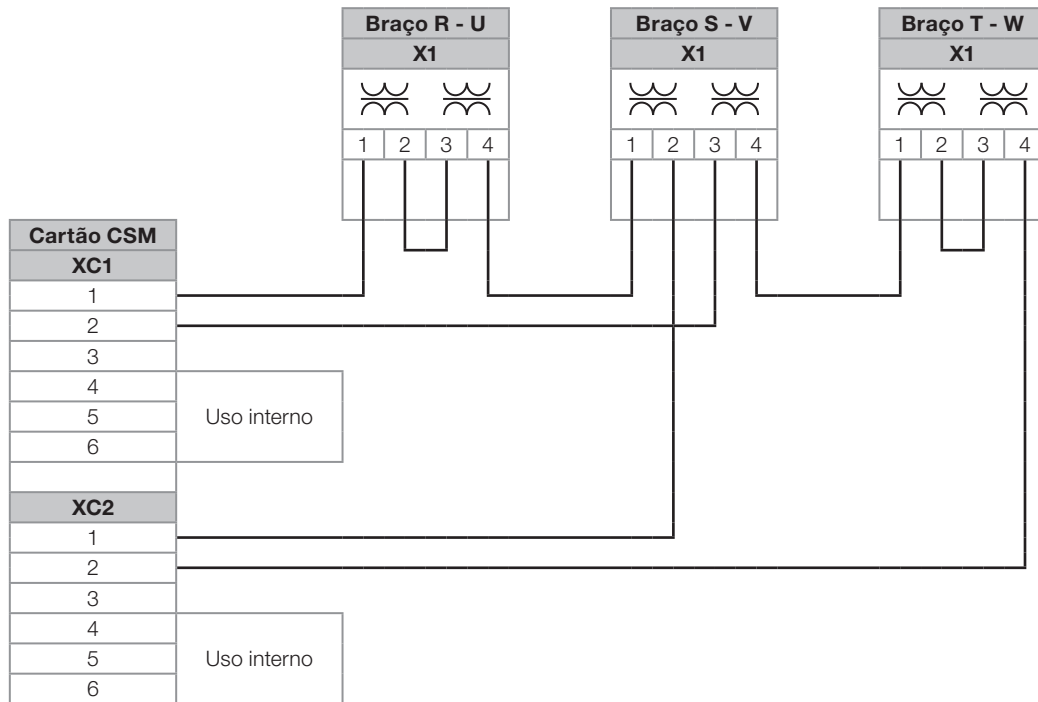 Braço R - U
Braço S - V
Braço T - W
X1
X1
X1
1 2 3 4
1 2 3 4
1 2 3 4
Cartão CSM
XC1
1
2
3
4
5
Uso interno
6
XC2
1
2
3
4
5
Uso interno
6